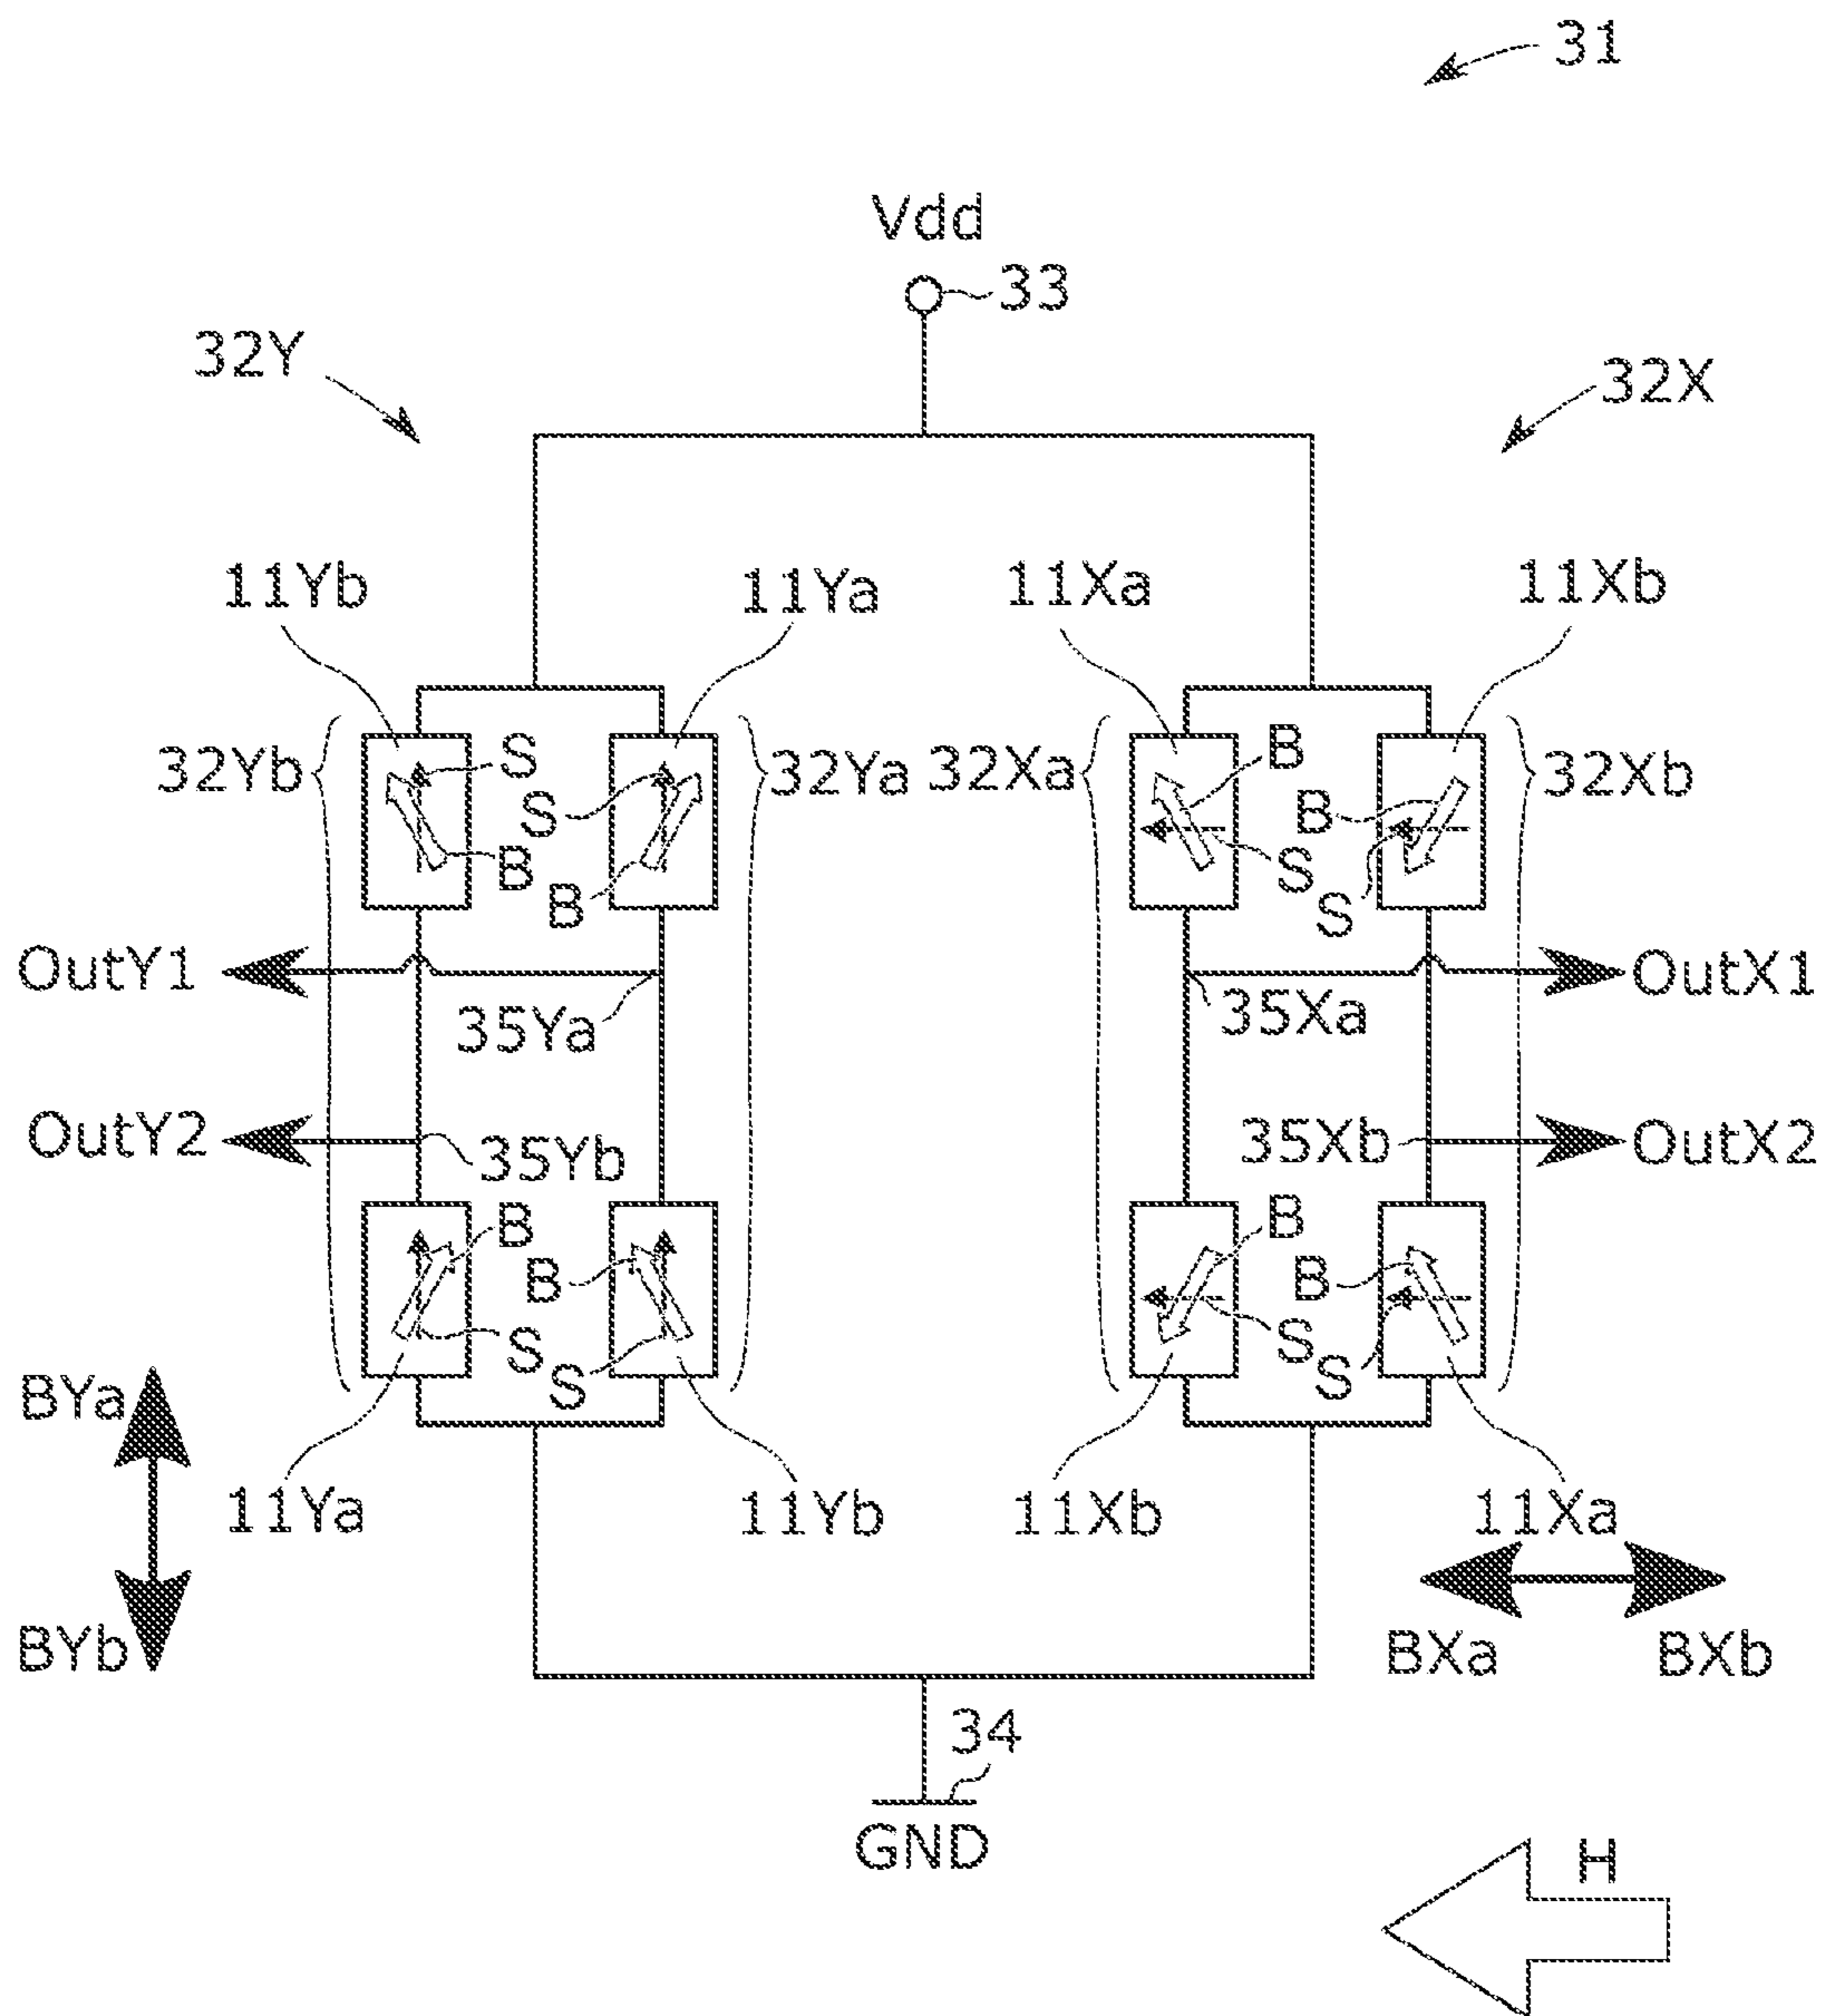 31
Vdd
33
32Y
32X
11Yb
11Ya
11Xa
11Xb
32Yb
S
S
B
B
32Ya
32Xa
B
B
S
S
32Xb
OutY1
35Ya
35Xa
OutX1
OutY2
35Yb
35Xb
OutX2
B
B
S
S
B
B
S
S
BYa
BYb
11Ya
11Yb
11Xb
11Xa
BXa
BXb
34
GND
H